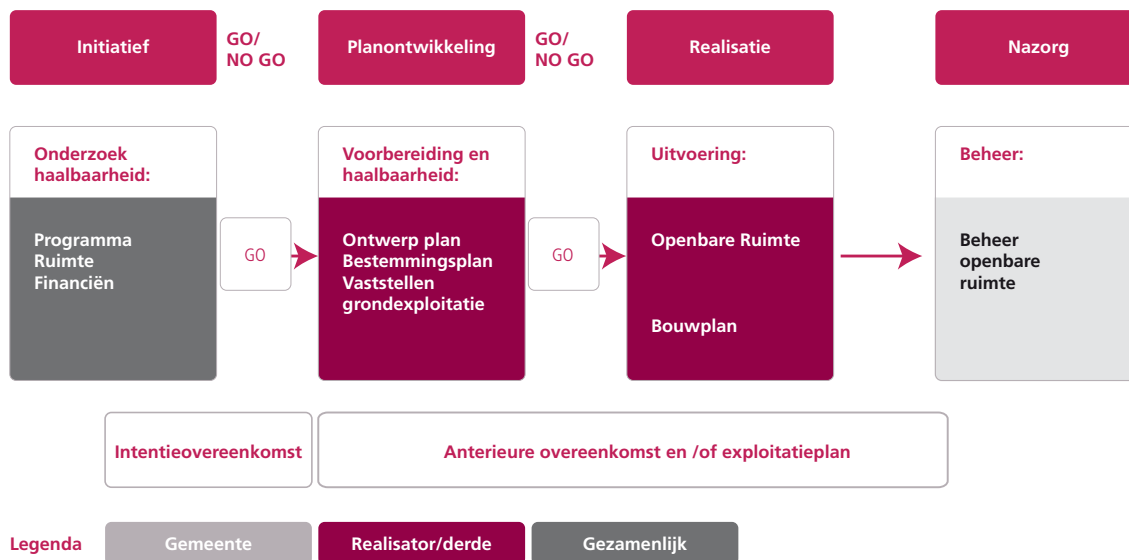 Initiatief
GO/
NO GO
Planontwikkeling
GO/
NO GO
Realisatie
Nazorg
Onderzoek
haalbaarheid:
Programma
Ruimte
Financiën
GO
Voorbereiding en
haalbaarheid:
Ontwerp plan
Bestemmingsplan
Vaststellen
grondexploitatie
GO
Uitvoering:
Openbare Ruimte
Bouwplan
Beheer:
Beheer
openbare
ruimte
Intentieovereenkomst
Anterieure overeenkomst en /of exploitatieplan
Legenda
Gemeente
Realisator/derde
Gezamenlijk